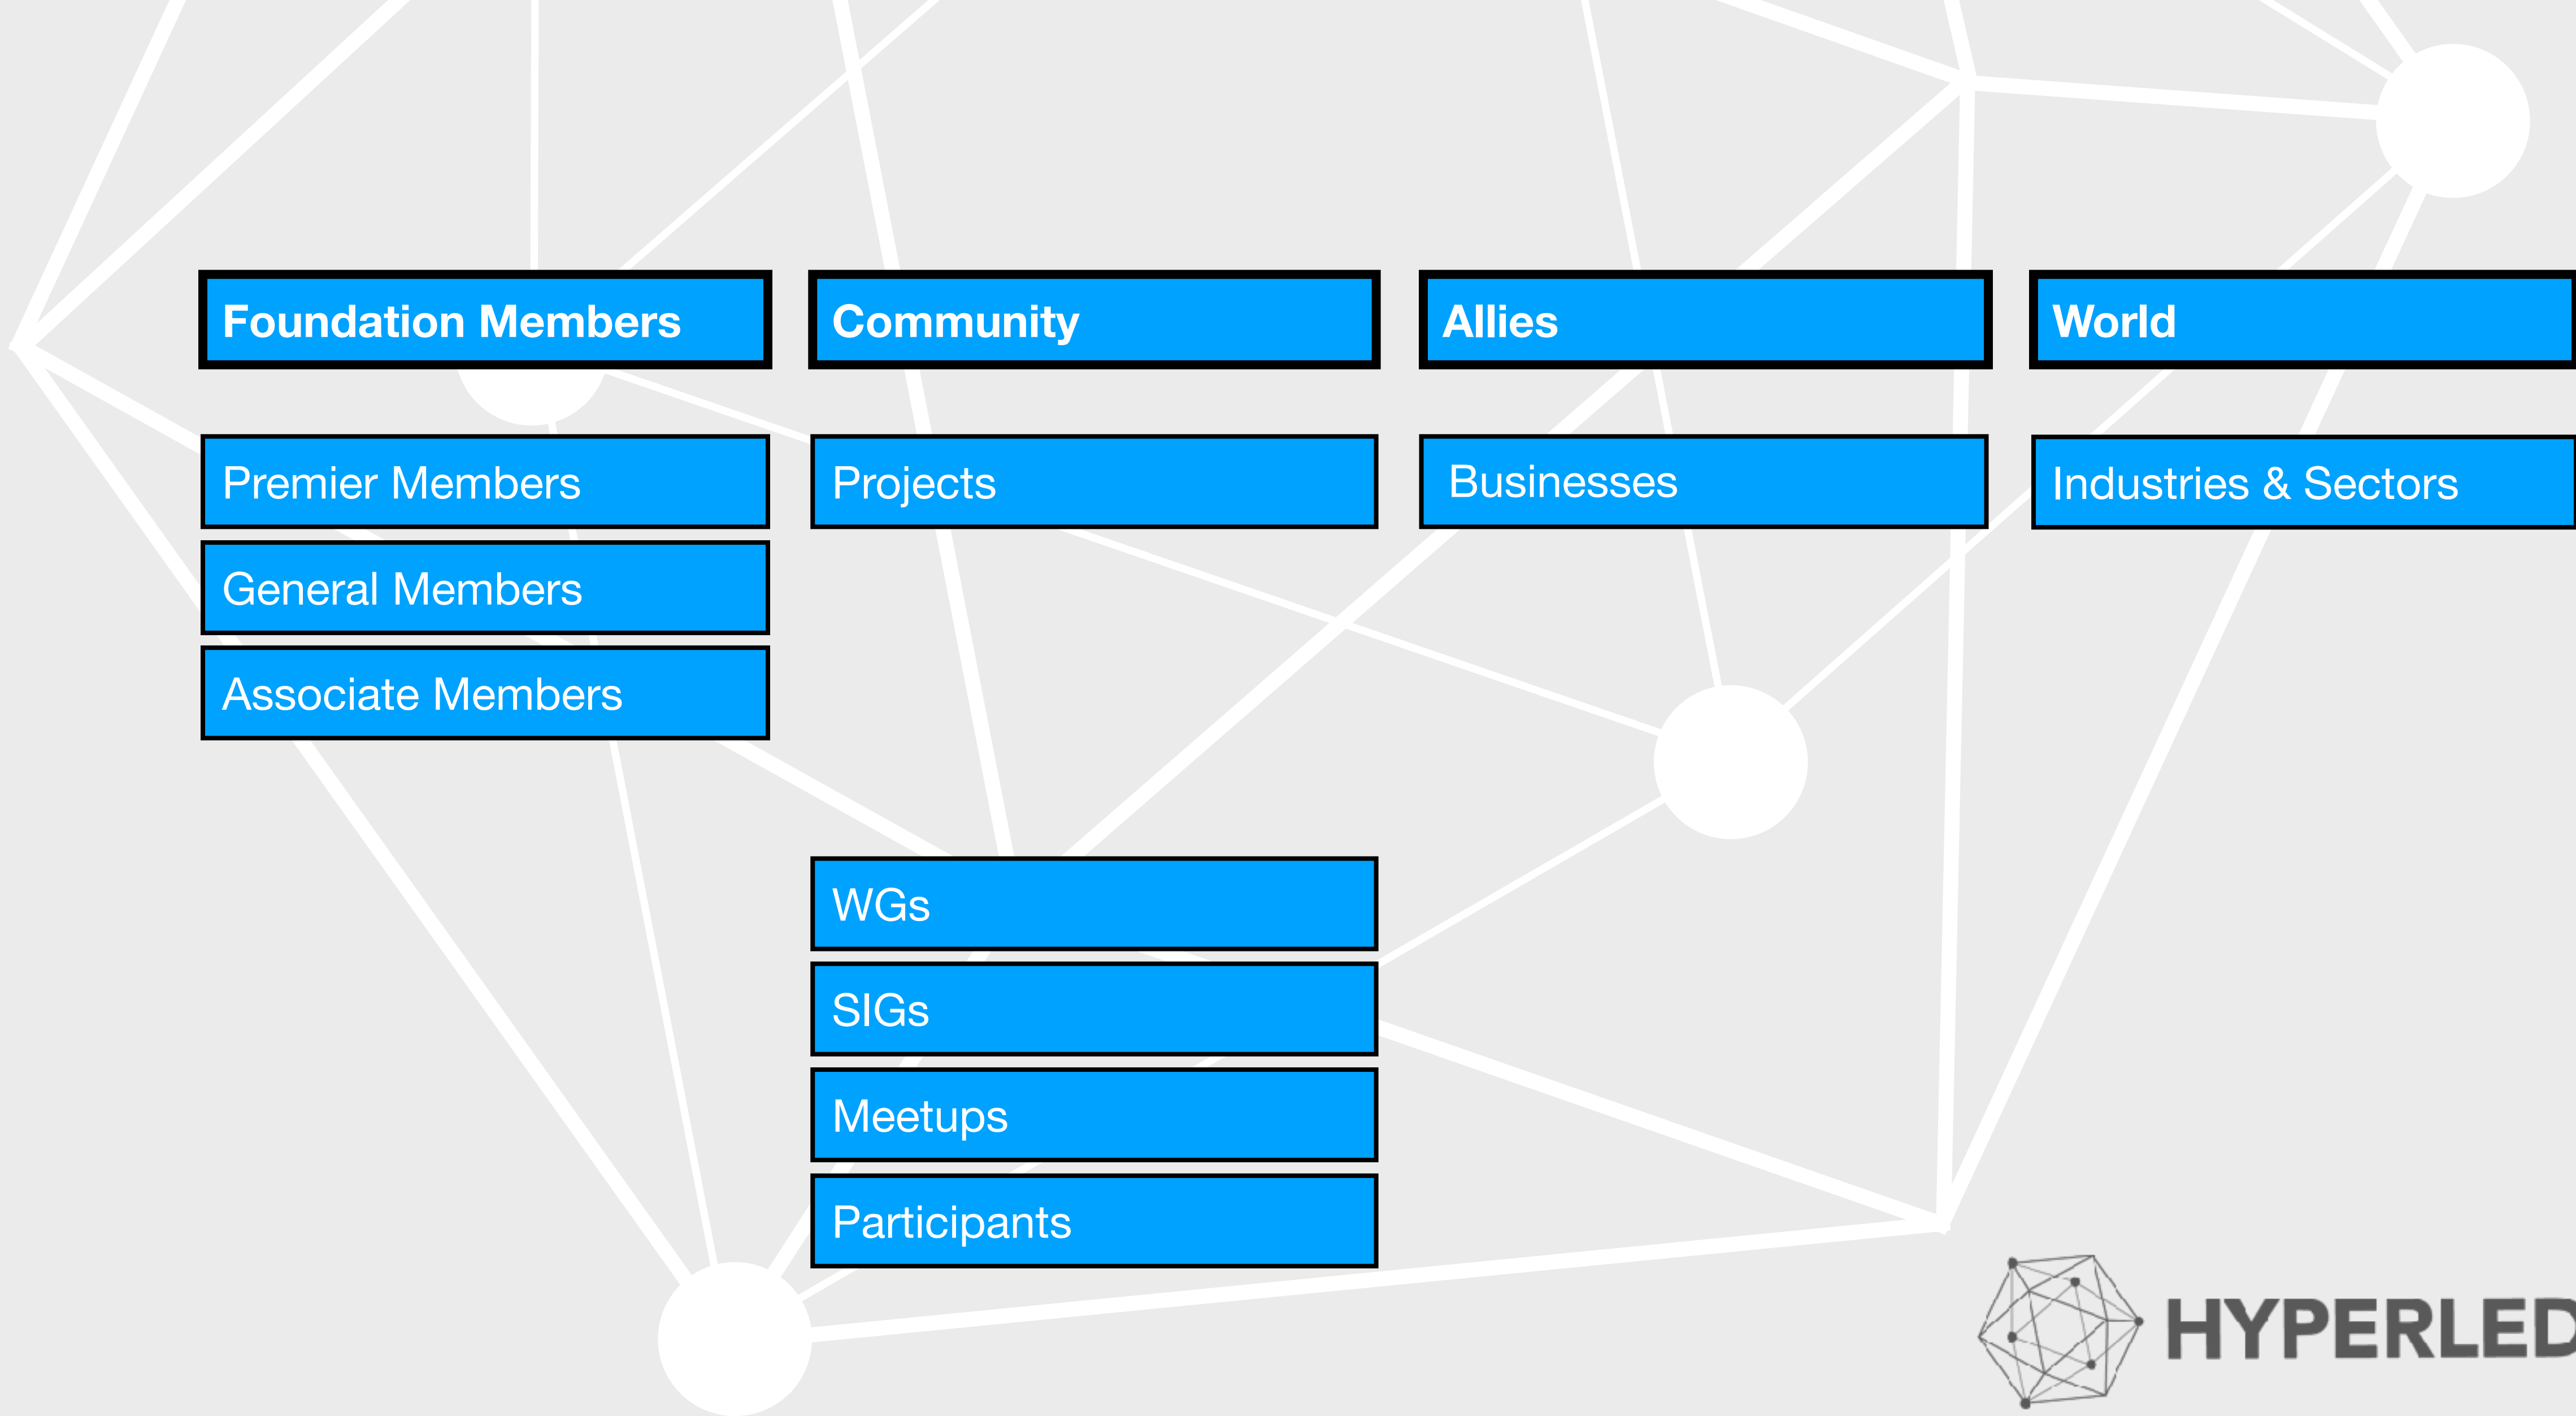 Foundation Members
Community
Allies
World
Premier Members
Projects
Businesses
Industries & Sectors
General Members
Associate Members
WGs
SIGs
Meetups
Participants
HYPERLED